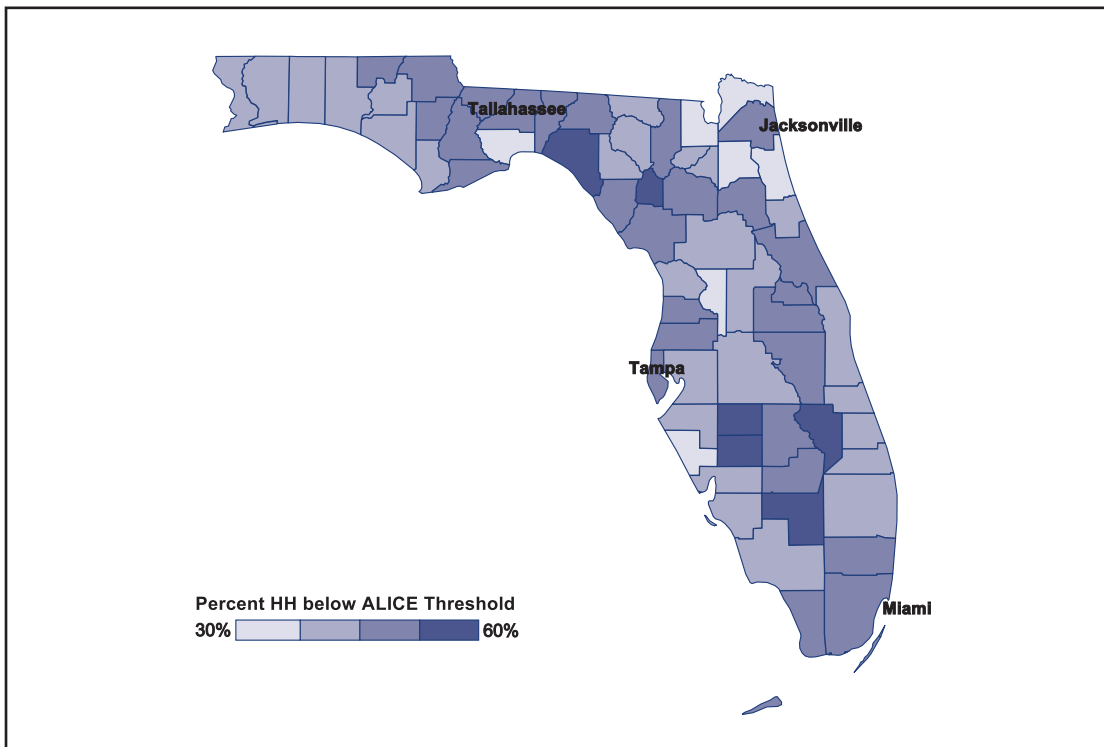 Tallahassee
Jacksonville
Tampa
Percent HH below ALICE Threshold
30% 60%
Miami